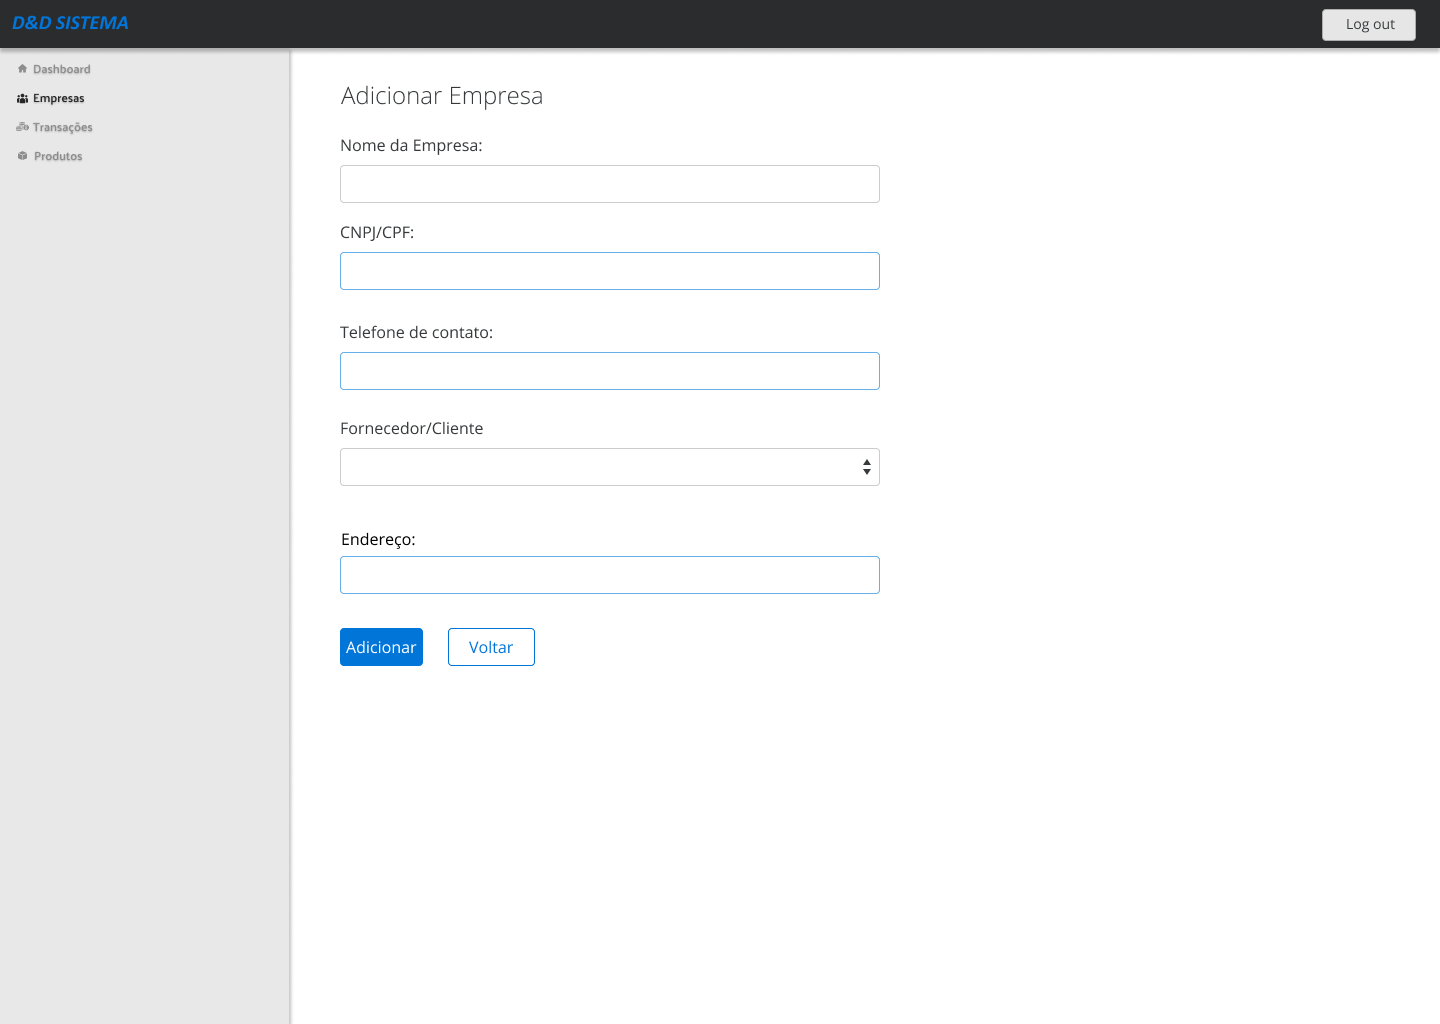 D&D SISTEMA
Log out
Dashboard
Empresas
Transações
Produtos
Adicionar Empresa
Nome da Empresa:
CNPJ/CPF:
Telefone de contato:
Fornecedor/Cliente
Endereço:
Adicionar
Voltar